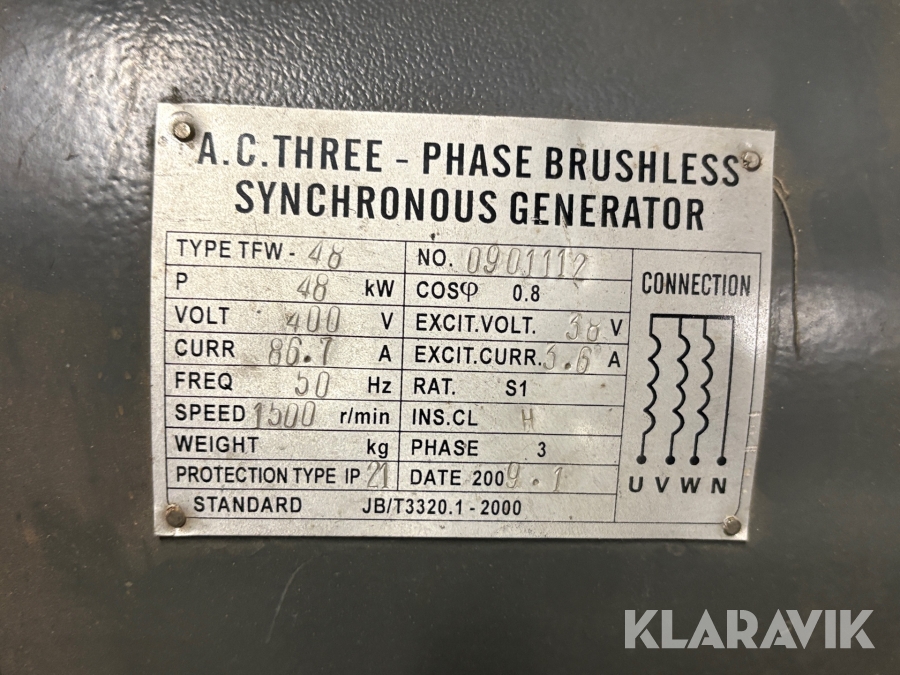 A.C. THREE - PHASE BRUSHLESS
SYNCHRONOUS GENERATOR
TYPE TFW - 48
NO. 0901112
P 48 kW
COSφ 0.8
VOLT 400 V
EXCIT.VOLT. 38 V
CURR 86.7 A
EXCIT.CURR. 3.6 A
FREQ 50 Hz
RAT. S1
SPEED 1500 r/min
INS.CL H
WEIGHT kg
PHASE 3
PROTECTION TYPE IP 21
DATE 2009.1
STANDARD JB/T3320.1 - 2000
CONNECTION
U V W N
KLARAVIK